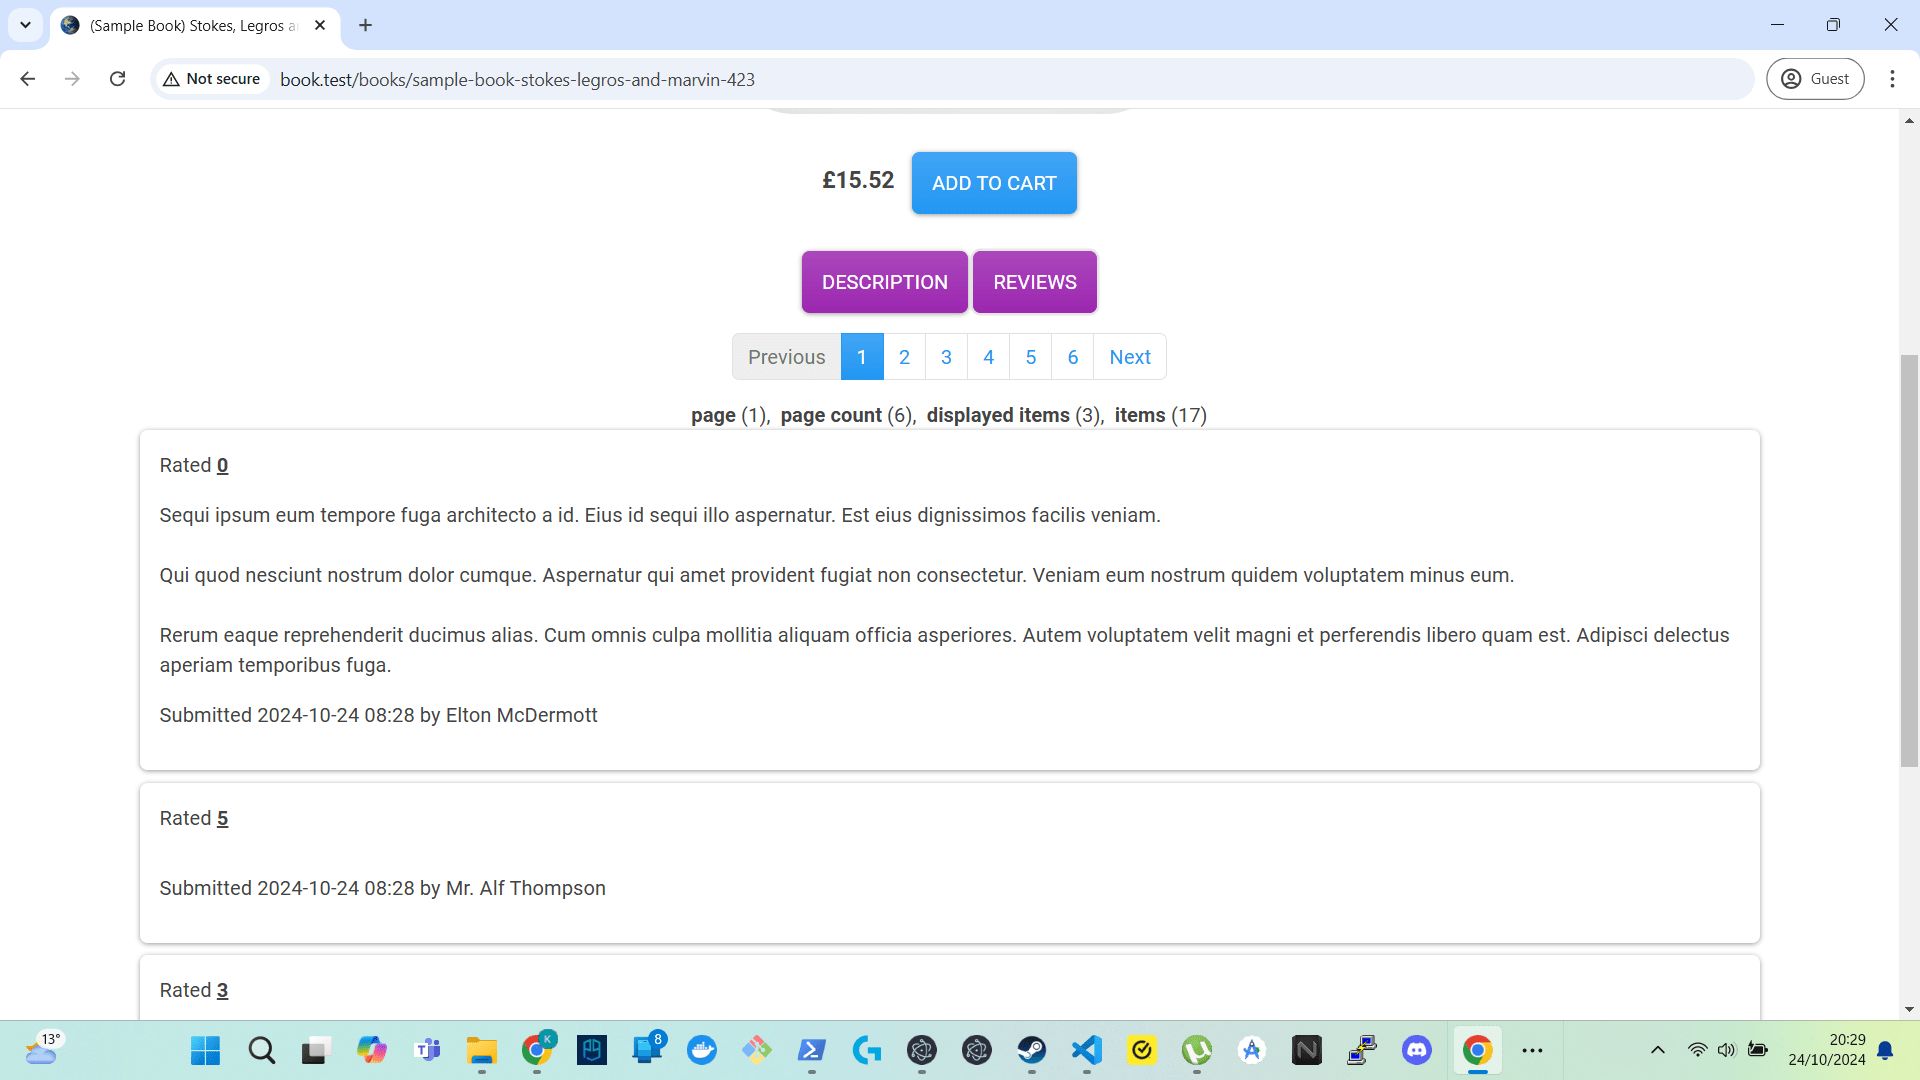 (Sample Book) Stokes, Legros a
Not secure
book.test/books/sample-book-stokes-legros-and-marvin-423
Guest
£15.52
ADD TO CART
DESCRIPTION
REVIEWS
Previous 1 2 3 4 5 6 Next
page (1), page count (6), displayed items (3), items (17)
Rated 0
Sequi ipsum eum tempore fuga architecto a id. Eius id sequi illo aspernatur. Est eius dignissimos facilis veniam.
Qui quod nesciunt nostrum dolor cumque. Aspernatur qui amet provident fugiat non consectetur. Veniam eum nostrum quidem voluptatem minus eum.
Rerum eaque reprehenderit ducimus alias. Cum omnis culpa mollitia aliquam officia asperiores. Autem voluptatem velit magni et perferendis libero quam est. Adipisci delectus
aperiam temporibus fuga.
Submitted 2024-10-24 08:28 by Elton McDermott
Rated 5
Submitted 2024-10-24 08:28 by Mr. Alf Thompson
Rated 3
13°
K
8
20:29
24/10/2024